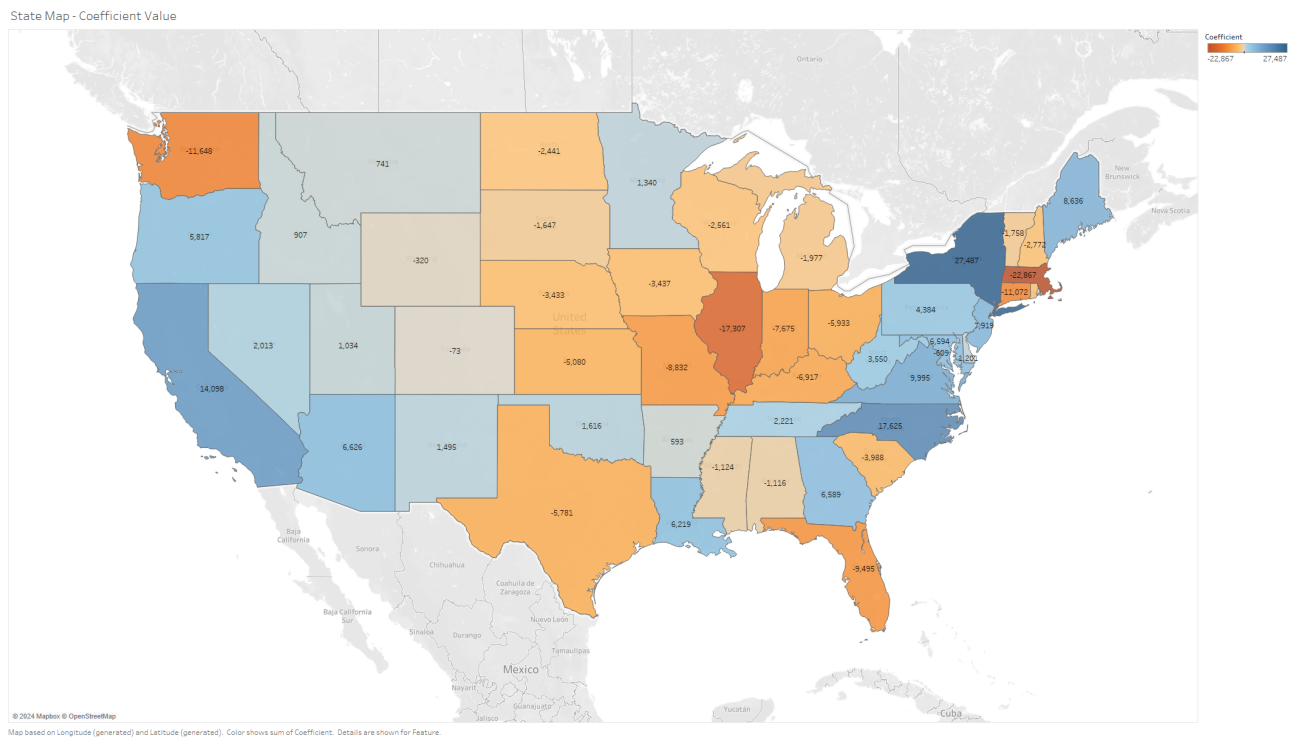 State Map - Coefficient Value
Coefficient
-22,867 27,487
Ontario
New
Brunswick
Nova Scotia
-11,648
741
-2,441
1,340
8,636
5,817
907
-1,647
-2,561
-1,758
-2,772
-320
-1,977
27,487
-22,867
-11,072
-3,433
-3,437
United
States
4,384
7,919
2,013
1,034
-73
-17,307
-7,675
-5,933
6,594
-809
-1,201
3,550
-5,080
-8,832
-6,917
9,995
14,098
6,626
1,495
1,616
593
2,221
17,625
-3,988
-1,124
-1,116
6,589
-5,781
6,219
-9,495
Baja
California
Sonora
Chihuahua
Coahuila de
Zaragoza
Baja California
Sur
Nuevo León
Sinaloa
Durango
Tamaulipas
Mexico
Nayarit
Guanajuato
Jalisco
Yucatán
Cuba
© 2024 Mapbox © OpenStreetMap
Map based on Longitude (generated) and Latitude (generated). Color shows sum of Coefficient. Details are shown for Feature.